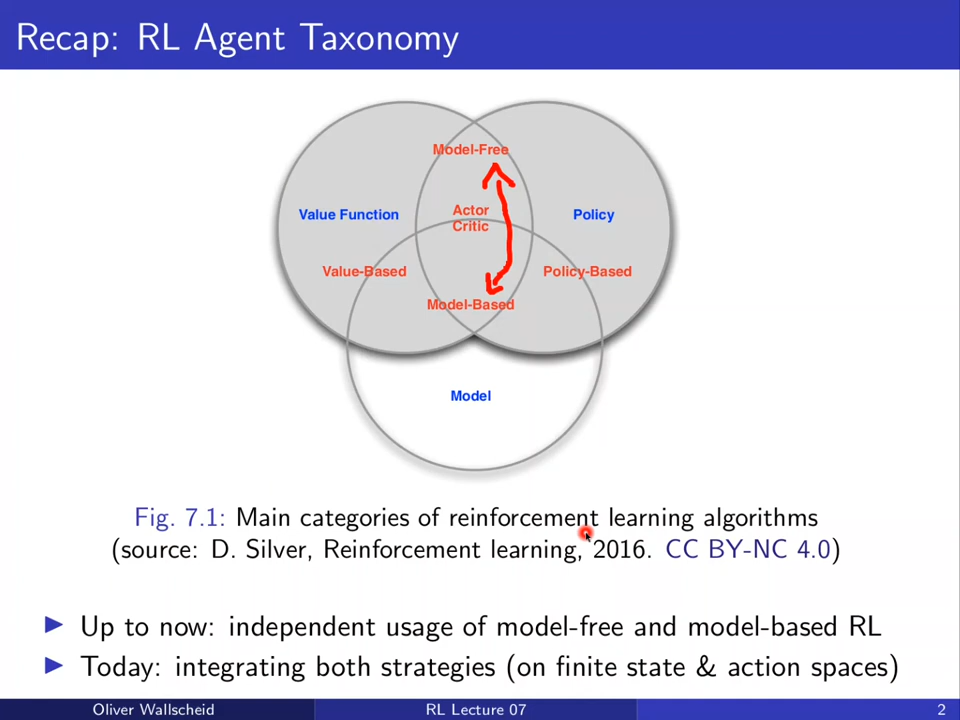 Recap: RL Agent Taxonomy
Model-Free
Value Function
Actor
Critic
Policy
Value-Based
Policy-Based
Model-Based
Model
Fig. 7.1: Main categories of reinforcement learning algorithms
(source: D. Silver, Reinforcement learning, 2016. CC BY-NC 4.0)
Up to now: independent usage of model-free and model-based RL
Today: integrating both strategies (on finite state & action spaces)
Oliver Wallscheid
RL Lecture 07
2